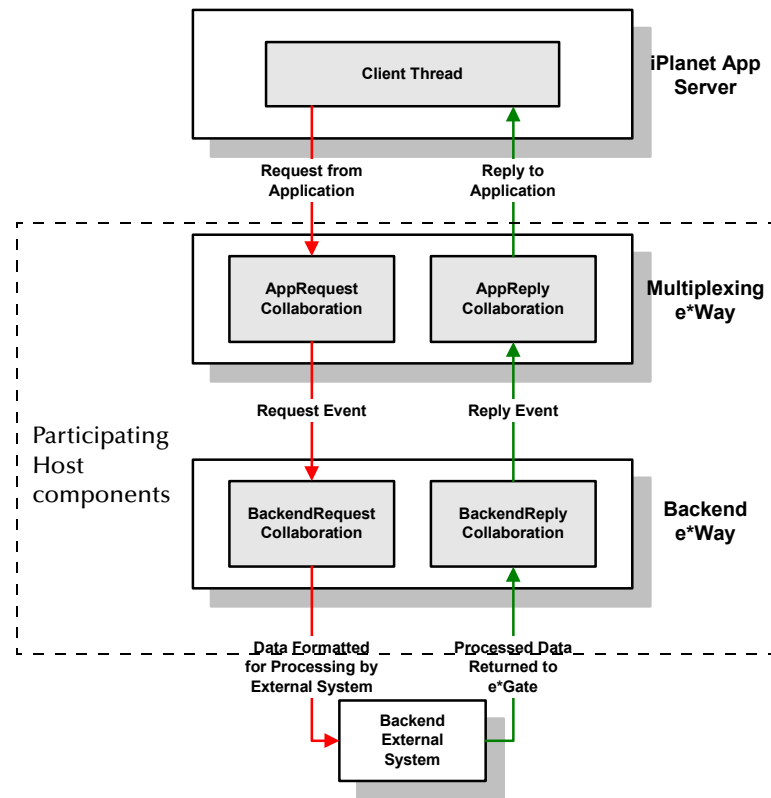 Client Thread
iPlanet App
Server
Request from
Application
Reply to
Application
AppRequest
Collaboration
AppReply
Collaboration
Multiplexing
e*Way
Request Event
Reply Event
Participating
Host
components
BackendRequest
Collaboration
BackendReply
Collaboration
Backend
e*Way
Data Formatted
for Processing by
External System
Processed Data
Returned to
e*Gate
Backend
External
System